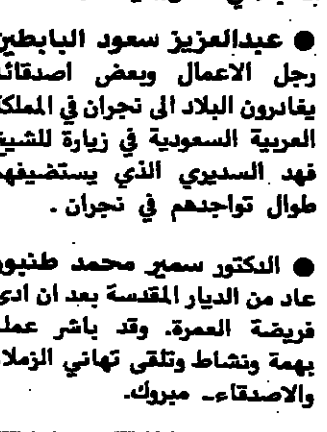 ● عبدالعزيز سعود البابطين
رجل الاعمال وبعض اصدقائه
يغادرون البلاد الى نجران في المملكة
العربية السعودية في زيارة للشيخ
فهد السديري الذي يستضيفهم
طوال تواجدهم في نجران .
● الدكتور سمير محمد طنبور
عاد من الديار المقدسة بعد ان ادى
فريضة العمرة. وقد باشر عمله
بهمة ونشاط وتلقى تهاني الزملاء
والاصدقاء ـ مبروك.